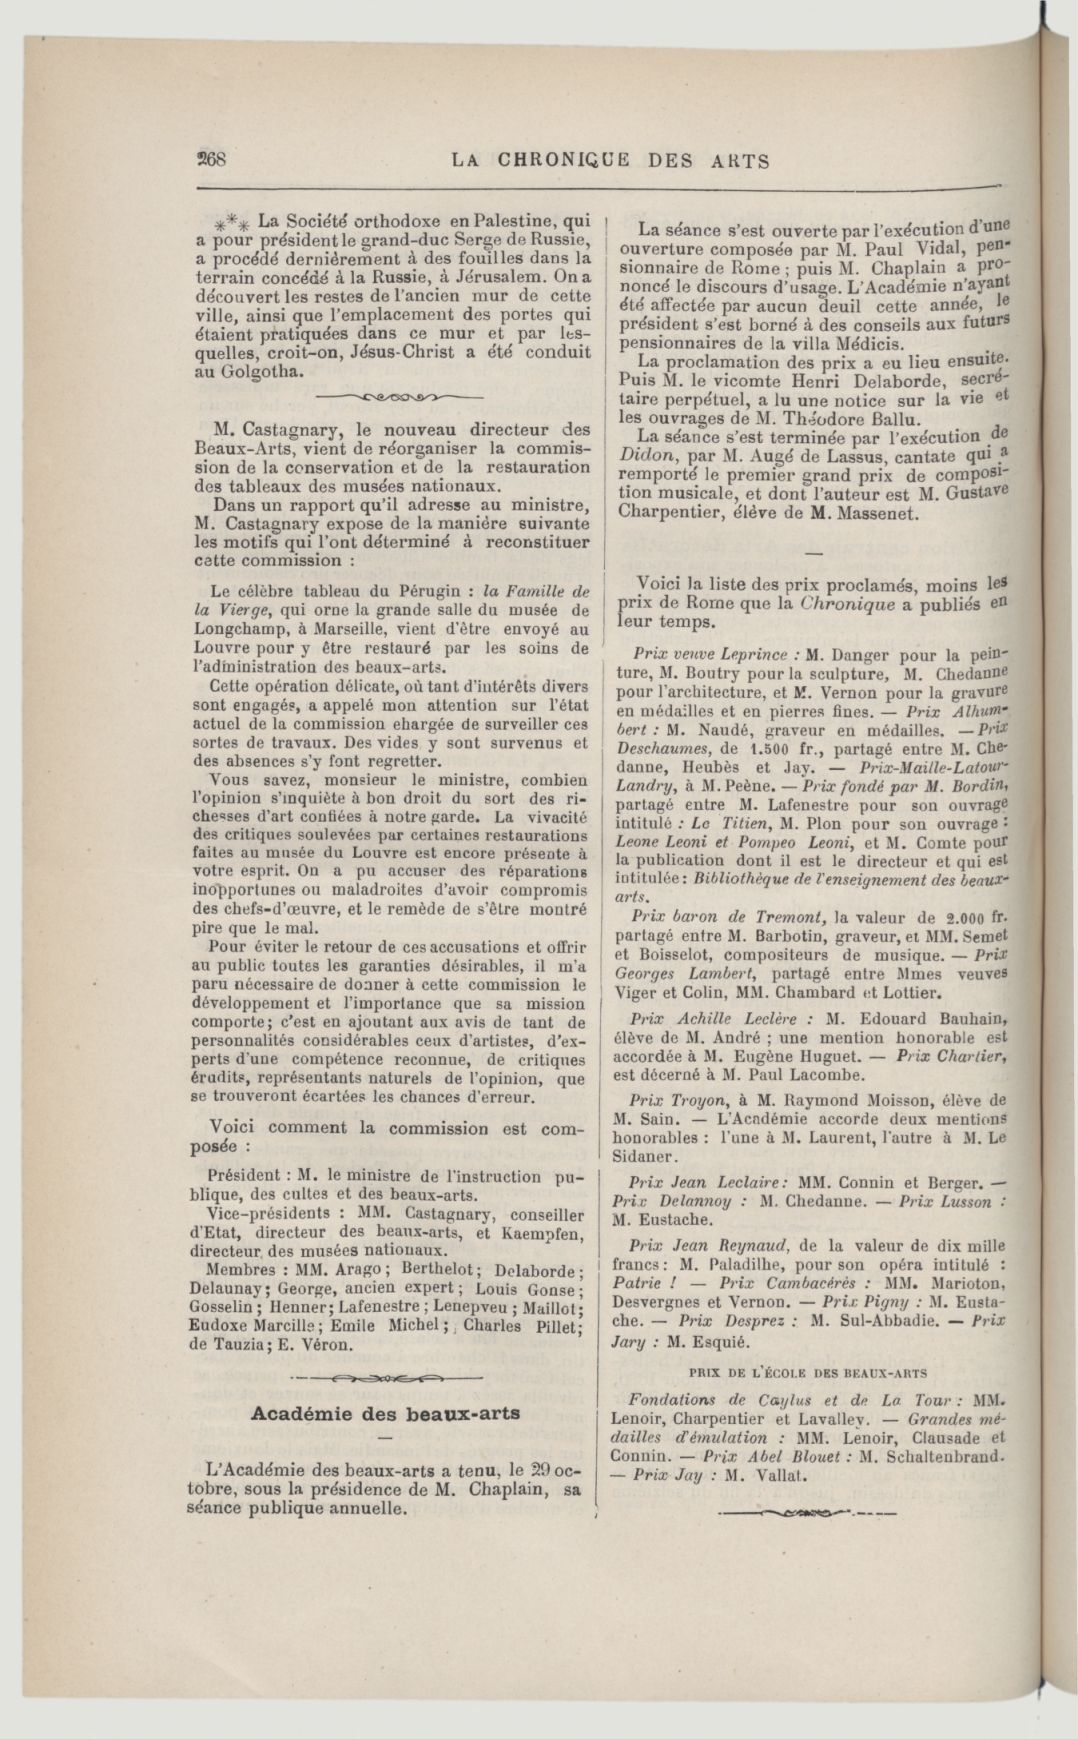 268
LA CHRONIQUE DES ARTS
⁂ La Société orthodoxe en Palestine, qui
a pour président le grand-duc Serge de Russie,
a procédé dernièrement à des fouilles dans la
terrain concédé à la Russie, à Jérusalem. On a
découvert les restes de l'ancien mur de cette
ville, ainsi que l'emplacement des portes qui
étaient pratiquées dans ce mur et par les-
quelles, croit-on, Jésus-Christ a été conduit
au Golgotha.
M. Castagnary, le nouveau directeur des
Beaux-Arts, vient de réorganiser la commis-
sion de la conservation et de la restauration
des tableaux des musées nationaux.
Dans un rapport qu'il adresse au ministre,
M. Castagnary expose de la manière suivante
les motifs qui l'ont déterminé à reconstituer
cette commission :
Le célèbre tableau du Pérugin : la Famille de
la Vierge, qui orne la grande salle du musée de
Longchamp, à Marseille, vient d'être envoyé au
Louvre pour y être restauré par les soins de
l'administration des beaux-arts.
Cette opération délicate, où tant d'intérêts divers
sont engagés, a appelé mon attention sur l'état
actuel de la commission chargée de surveiller ces
sortes de travaux. Des vides y sont survenus et
des absences s'y font regretter.
Vous savez, monsieur le ministre, combien
l'opinion s'inquiète à bon droit du sort des ri-
chesses d'art confiées à notre garde. La vivacité
des critiques soulevées par certaines restaurations
faites au musée du Louvre est encore présente à
votre esprit. On a pu accuser des réparations
inopportunes ou maladroites d'avoir compromis
des chefs-d'œuvre, et le remède de s'être montré
pire que le mal.
Pour éviter le retour de ces accusations et offrir
au public toutes les garanties désirables, il m'a
paru nécessaire de donner à cette commission le
développement et l'importance que sa mission
comporte; c'est en ajoutant aux avis de tant de
personnalités considérables ceux d'artistes, d'ex-
perts d'une compétence reconnue, de critiques
érudits, représentants naturels de l'opinion, que
se trouveront écartées les chances d'erreur.
Voici comment la commission est com-
posée :
Président : M. le ministre de l'instruction pu-
blique, des cultes et des beaux-arts.
Vice-présidents : MM. Castagnary, conseiller
d'Etat, directeur des beaux-arts, et Kaempfen,
directeur des musées nationaux.
Membres : MM. Arago; Berthelot; Delaborde;
Delaunay; George, ancien expert; Louis Gonse;
Gosselin; Henner; Lafenestre; Lenepveu; Maillot;
Eudoxe Marcille; Emile Michel; Charles Pillet;
de Tauzia; E. Véron.
Académie des beaux-arts
L'Académie des beaux-arts a tenu, le 29 oc-
tobre, sous la présidence de M. Chaplain, sa
séance publique annuelle.
La séance s'est ouverte par l'exécution d'une
ouverture composée par M. Paul Vidal, pen-
sionnaire de Rome; puis M. Chaplain a pro-
noncé le discours d'usage. L'Académie n'ayant
été affectée par aucun deuil cette année, le
président s'est borné à des conseils aux futurs
pensionnaires de la villa Médicis.
La proclamation des prix a eu lieu ensuite.
Puis M. le vicomte Henri Delaborde, secré-
taire perpétuel, a lu une notice sur la vie et
les ouvrages de M. Théodore Ballu.
La séance s'est terminée par l'exécution de
Didon, par M. Augé de Lassus, cantate qui a
remporté le premier grand prix de composi-
tion musicale, et dont l'auteur est M. Gustave
Charpentier, élève de M. Massenet.
Voici la liste des prix proclamés, moins les
prix de Rome que la Chronique a publiés en
leur temps.
Prix veuve Leprince : M. Danger pour la pein-
ture, M. Boutry pour la sculpture, M. Chedanne
pour l'architecture, et M. Vernon pour la gravure
en médailles et en pierres fines. — Prix Alhum-
bert : M. Naudé, graveur en médailles. — Prix
Deschaumes, de 1.500 fr., partagé entre M. Che-
danne, Heubès et Jay. — Prix-Maille-Latour-
Landry, à M. Peène. — Prix fondé par M. Bordin,
partagé entre M. Lafenestre pour son ouvrage
intitulé : Le Titien, M. Plon pour son ouvrage :
Leone Leoni et Pompeo Leoni, et M. Comte pour
la publication dont il est le directeur et qui est
intitulée : Bibliothèque de l'enseignement des beaux-
arts.
Prix baron de Tremont, la valeur de 2.000 fr.
partagé entre M. Barbotin, graveur, et MM. Semet
et Boisselot, compositeurs de musique. — Prix
Georges Lambert, partagé entre Mmes veuves
Viger et Colin, MM. Chambard et Lottier.
Prix Achille Leclère : M. Edouard Bauhain,
élève de M. André; une mention honorable est
accordée à M. Eugène Huguet. — Prix Chartier,
est décerné à M. Paul Lacombe.
Prix Troyon, à M. Raymond Moisson, élève de
M. Sain. — L'Académie accorde deux mentions
honorables : l'une à M. Laurent, l'autre à M. Le
Sidaner.
Prix Jean Leclaire : MM. Connin et Berger. —
Prix Delannoy : M. Chedanne. — Prix Lusson :
M. Eustache.
Prix Jean Reynaud, de la valeur de dix mille
francs : M. Paladilhe, pour son opéra intitulé :
Patrie ! — Prix Cambacérès : MM. Marioton,
Desvergnes et Vernon. — Prix Pigny : M. Eusta-
che. — Prix Desprez : M. Sul-Abbadie. — Prix
Jary : M. Esquié.
PRIX DE L'ÉCOLE DES BEAUX-ARTS
Fondations de Caylus et de La Tour : MM.
Lenoir, Charpentier et Lavalley. — Grandes mé-
dailles d'émulation : MM. Lenoir, Clausade et
Connin. — Prix Abel Blouet : M. Schaltenbrand.
— Prix Jay : M. Vallat.